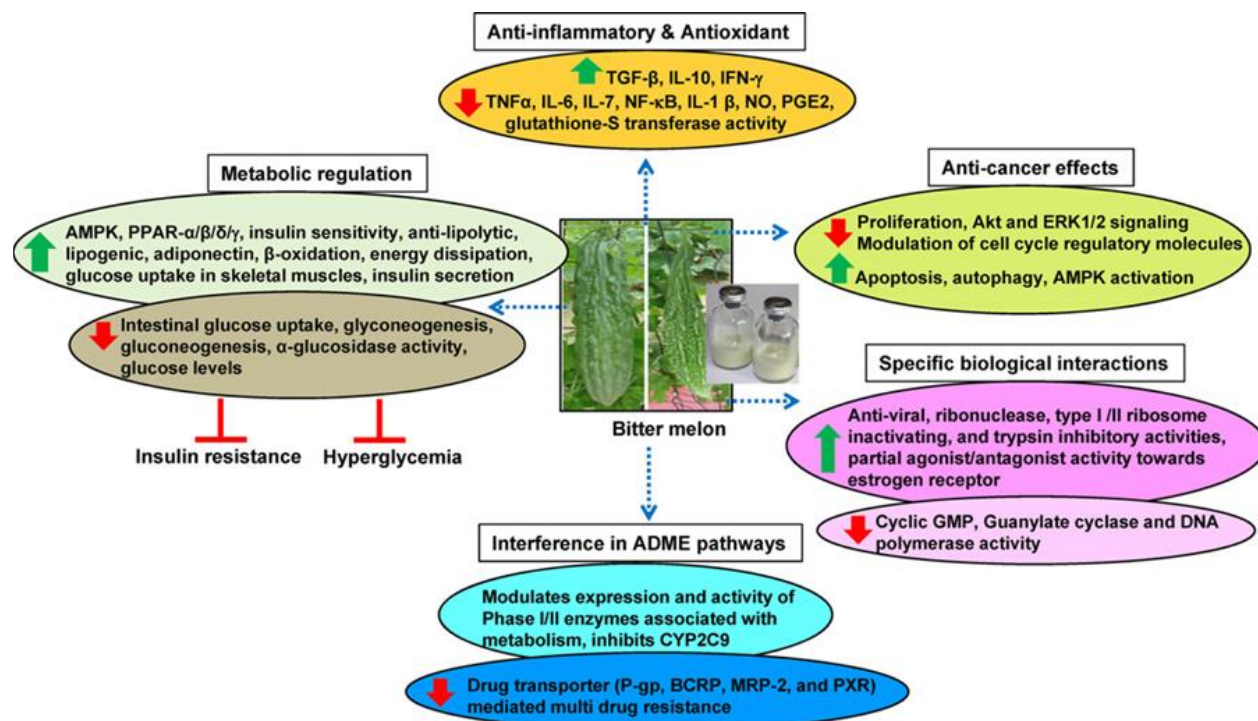 Anti-inflammatory & Antioxidant
TGF-β, IL-10, IFN-γ
TNFα, IL-6, IL-7, NF-κB, IL-1 β, NO, PGE2,
glutathione-S transferase activity
Metabolic regulation
AMPK, PPAR-α/β/δ/γ, insulin sensitivity, anti-lipolytic,
lipogenic, adiponectin, β-oxidation, energy dissipation,
glucose uptake in skeletal muscles, insulin secretion
Intestinal glucose uptake, glyconeogenesis,
gluconeogenesis, α-glucosidase activity,
glucose levels
Insulin resistance
Hyperglycemia
Bitter melon
Anti-cancer effects
Proliferation, Akt and ERK1/2 signaling
Modulation of cell cycle regulatory molecules
Apoptosis, autophagy, AMPK activation
Specific biological interactions
Anti-viral, ribonuclease, type I /II ribosome
inactivating, and trypsin inhibitory activities,
partial agonist/antagonist activity towards
estrogen receptor
Cyclic GMP, Guanylate cyclase and DNA
polymerase activity
Interference in ADME pathways
Modulates expression and activity of
Phase I/II enzymes associated with
metabolism, inhibits CYP2C9
Drug transporter (P-gp, BCRP, MRP-2, and PXR)
mediated multi drug resistance